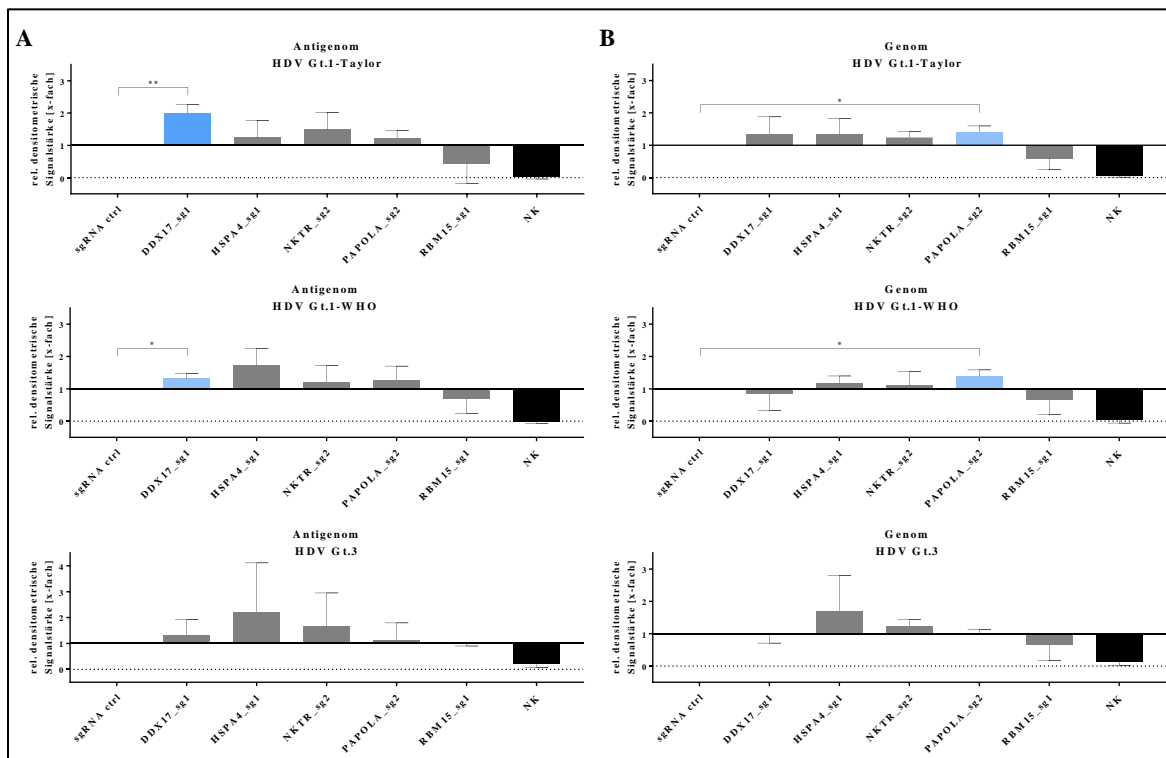 A
Antigenom
HDV Gt.1-Taylor
rel. densitometrische
Signalstärke [x-fach]
3
2
1
0
**
sgRNA ctrl
DDX17_sg1
HSPA4_sg1
NKTR_sg2
PAPOLA_sg2
RBM15_sg1
NK
B
Genom
HDV Gt.1-Taylor
rel. densitometrische
Signalstärke [x-fach]
3
2
1
0
*
sgRNA ctrl
DDX17_sg1
HSPA4_sg1
NKTR_sg2
PAPOLA_sg2
RBM15_sg1
NK
Antigenom
HDV Gt.1-WHO
rel. densitometrische
Signalstärke [x-fach]
3
2
1
0
*
sgRNA ctrl
DDX17_sg1
HSPA4_sg1
NKTR_sg2
PAPOLA_sg2
RBM15_sg1
NK
Genom
HDV Gt.1-WHO
rel. densitometrische
Signalstärke [x-fach]
3
2
1
0
*
sgRNA ctrl
DDX17_sg1
HSPA4_sg1
NKTR_sg2
PAPOLA_sg2
RBM15_sg1
NK
Antigenom
HDV Gt.3
rel. densitometrische
Signalstärke [x-fach]
4
3
2
1
0
sgRNA ctrl
DDX17_sg1
HSPA4_sg1
NKTR_sg2
PAPOLA_sg2
RBM15_sg1
NK
Genom
HDV Gt.3
rel. densitometrische
Signalstärke [x-fach]
3
2
1
0
sgRNA ctrl
DDX17_sg1
HSPA4_sg1
NKTR_sg2
PAPOLA_sg2
RBM15_sg1
NK